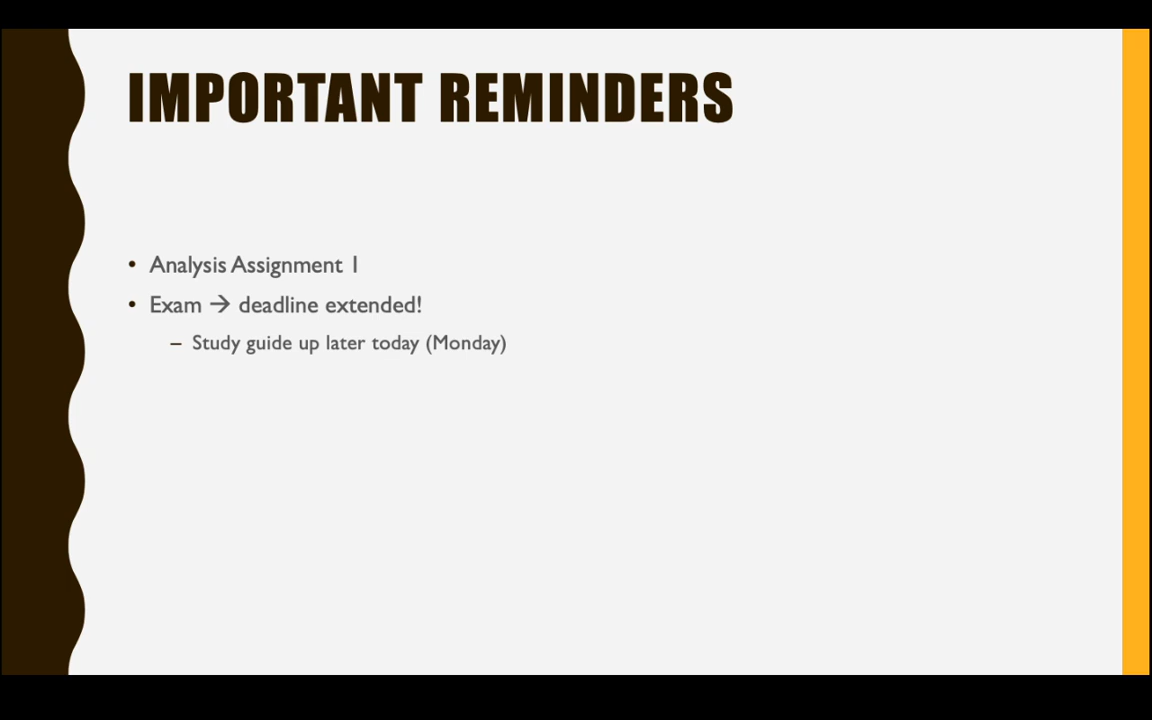 IMPORTANT REMINDERS
• Analysis Assignment 1
• Exam → deadline extended!
– Study guide up later today (Monday)